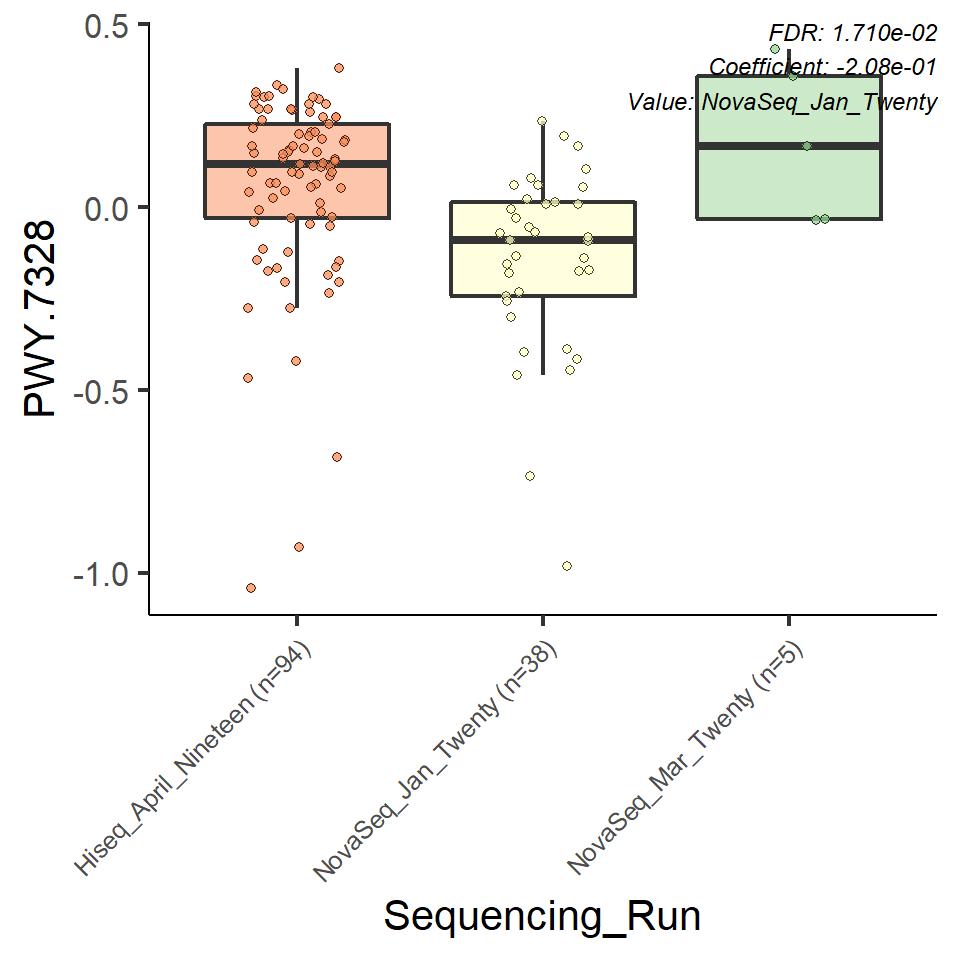 FDR: 1.710e-02
Coefficient: -2.08e-01
Value: NovaSeq_Jan_Twenty
PWY.7328
0.5
0.0
-0.5
-1.0
Hiseq_April_Nineteen (n=94)
NovaSeq_Jan_Twenty (n=38)
NovaSeq_Mar_Twenty (n=5)
Sequencing_Run